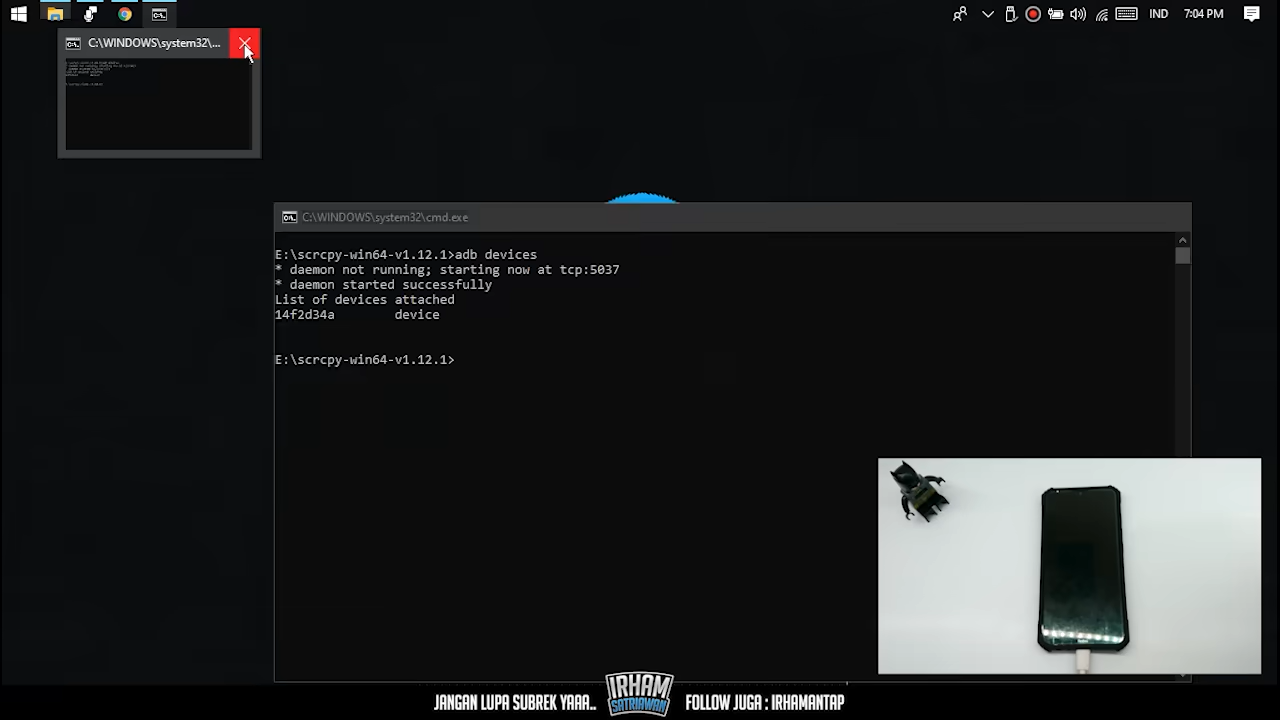 IND
7:04 PM
C:\WINDOWS\system32\...
C:\WINDOWS\system32\cmd.exe
E:\scrcpy-win64-v1.12.1>adb devices
* daemon not running; starting now at tcp:5037
* daemon started successfully
List of devices attached
14f2d34a device
E:\scrcpy-win64-v1.12.1>
JANGAN LUPA SUBREK YAAA..
IRHAM
SATRIAWAN
FOLLOW JUGA : IRHAMANTAP